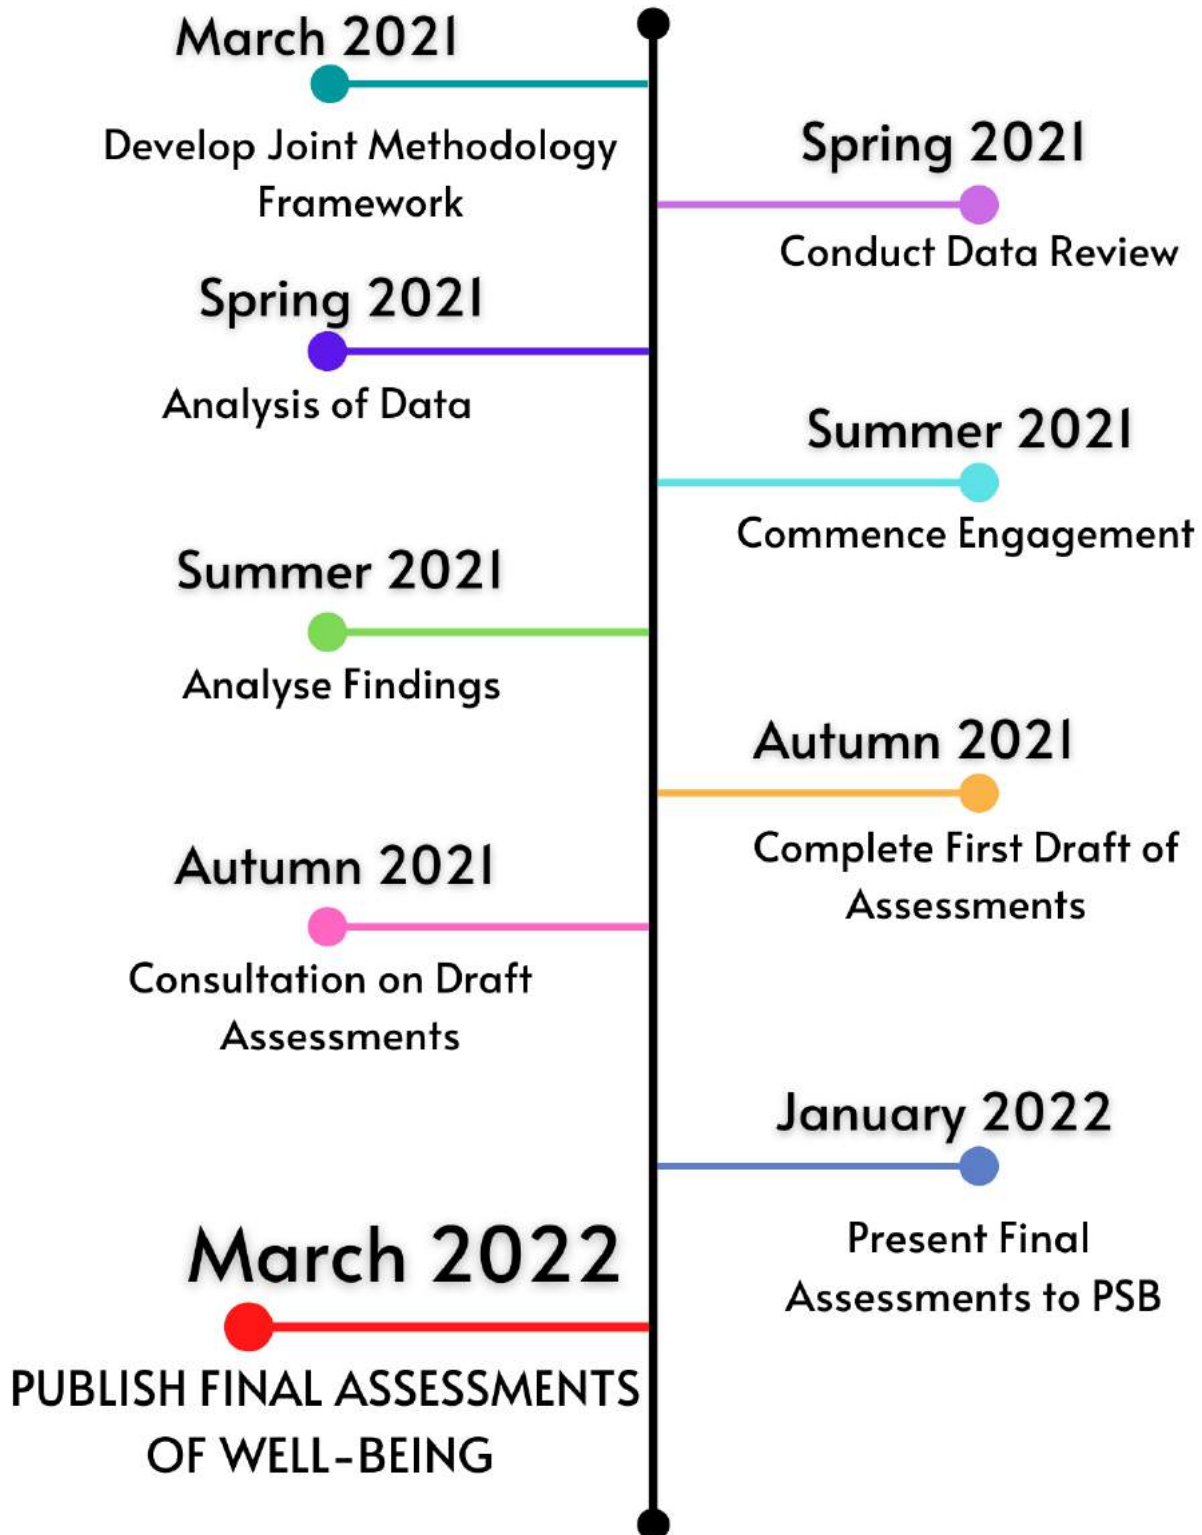 March 2021
Develop Joint Methodology
Framework
Spring 2021
Conduct Data Review
Spring 2021
Analysis of Data
Summer 2021
Commence Engagement
Summer 2021
Analyse Findings
Autumn 2021
Complete First Draft of
Assessments
Autumn 2021
Consultation on Draft
Assessments
January 2022
Present Final
Assessments to PSB
March 2022
PUBLISH FINAL ASSESSMENTS
OF WELL-BEING